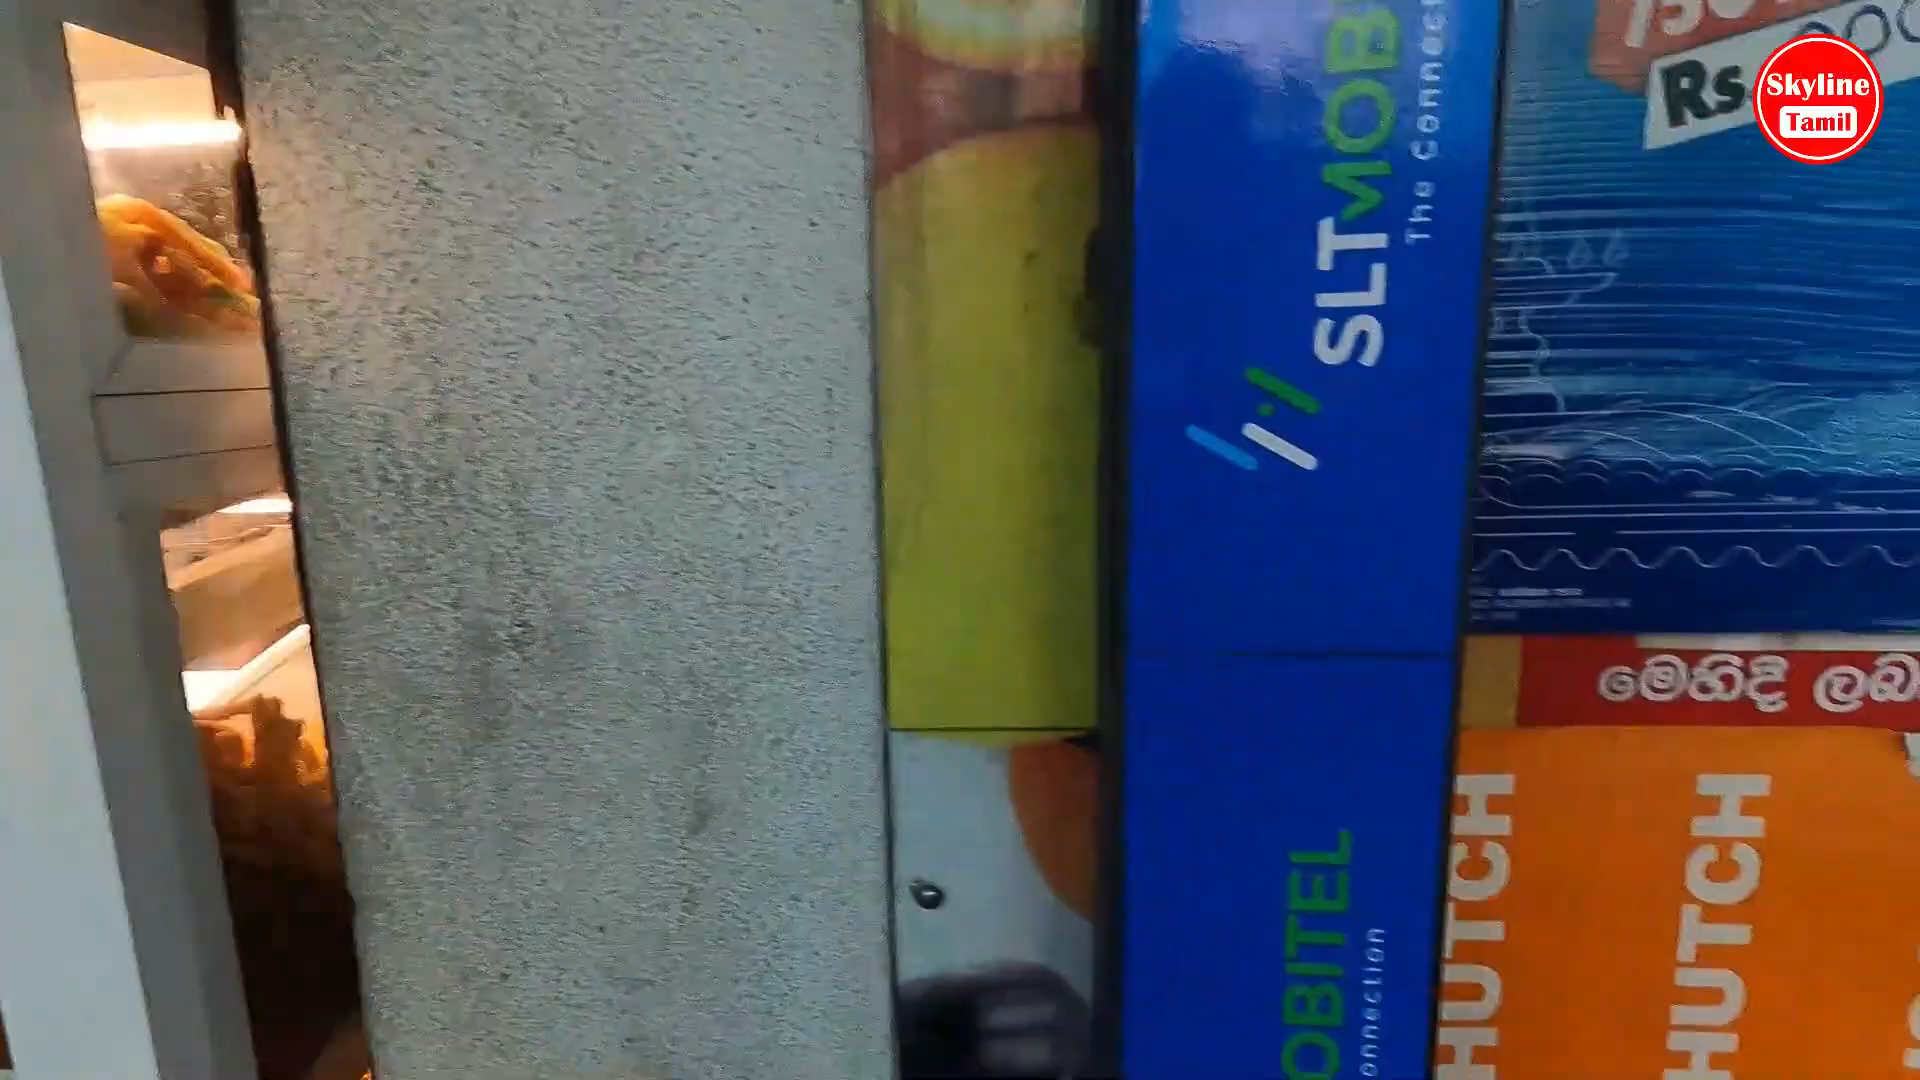 Rs.
Skyline
Tamil
SLTMOB
The Connec
OBITEL
onnection
මෙහිදී ලබ
HUTCH
HUTCH